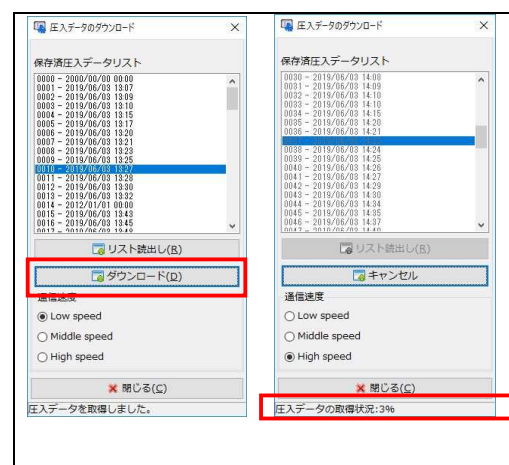 圧入データのダウンロード
保存済圧入データリスト
0000 - 2000/00/00 00:00
0001 - 2019/06/03 13:07
0002 - 2019/06/03 13:09
0003 - 2019/06/03 13:10
0004 - 2019/06/03 13:15
0005 - 2019/06/03 13:17
0006 - 2019/06/03 13:20
0007 - 2019/06/03 13:21
0008 - 2019/06/03 13:23
0009 - 2019/06/03 13:25
0010 - 2019/06/03 13:27
0011 - 2019/06/03 13:28
0012 - 2019/06/03 13:30
0013 - 2019/06/03 13:32
0014 - 2012/01/01 00:00
0015 - 2019/06/03 13:43
0016 - 2019/06/03 13:45
0017 - 2019/06/03 13:48
リスト読出し(R)
ダウンロード(D)
通信速度
Low speed
Middle speed
High speed
閉じる(C)
圧入データを取得しました。
圧入データのダウンロード
保存済圧入データリスト
0030 - 2019/06/03 14:08
0031 - 2019/06/03 14:09
0032 - 2019/06/03 14:10
0033 - 2019/06/03 14:10
0034 - 2019/06/03 14:15
0035 - 2019/06/03 14:20
0036 - 2019/06/03 14:21
0038 - 2019/06/03 14:24
0039 - 2019/06/03 14:25
0040 - 2019/06/03 14:26
0041 - 2019/06/03 14:27
0042 - 2019/06/03 14:29
0043 - 2019/06/03 14:30
0044 - 2019/06/03 14:34
0045 - 2019/06/03 14:35
0046 - 2019/06/03 14:37
0047 - 2019/06/03 14:40
リスト読出し(R)
キャンセル
通信速度
Low speed
Middle speed
High speed
閉じる(C)
圧入データの取得状況:3%